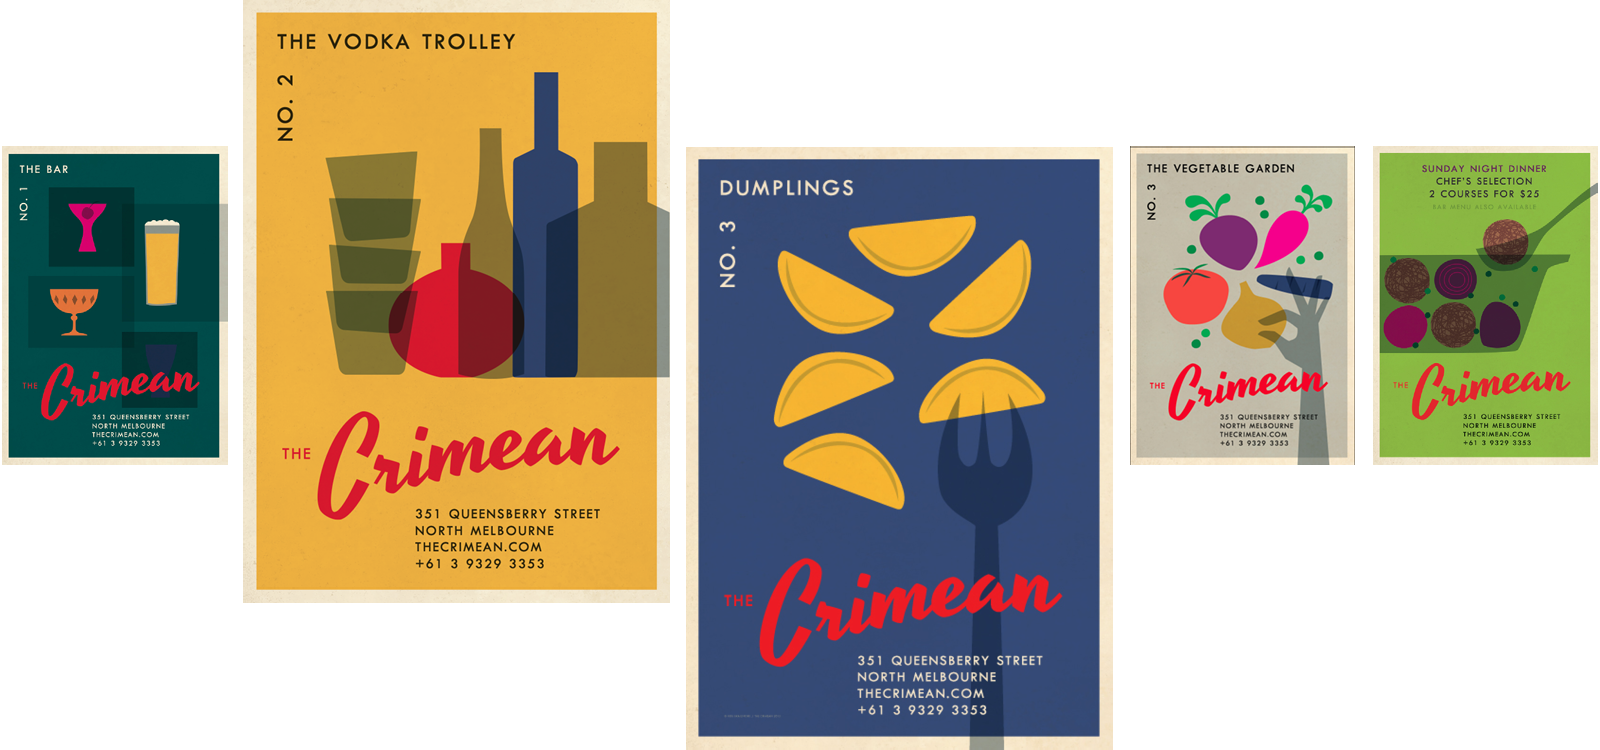 THE BAR
NO. 1
THE Crimean
351 QUEENSBERRY STREET
NORTH MELBOURNE
THECRIMEAN.COM
+61 3 9329 3353
THE VODKA TROLLEY
NO. 2
THE Crimean
351 QUEENSBERRY STREET
NORTH MELBOURNE
THECRIMEAN.COM
+61 3 9329 3353
DUMPLINGS
NO. 3
THE Crimean
351 QUEENSBERRY STREET
NORTH MELBOURNE
THECRIMEAN.COM
+61 3 9329 3353
THE VEGETABLE GARDEN
NO. 3
THE Crimean
351 QUEENSBERRY STREET
NORTH MELBOURNE
THECRIMEAN.COM
+61 3 9329 3353
SUNDAY NIGHT DINNER
CHEF'S SELECTION
2 COURSES FOR $25
BAR MENU ALSO AVAILABLE
THE Crimean
351 QUEENSBERRY STREET
NORTH MELBOURNE
THECRIMEAN.COM
+61 3 9329 3353